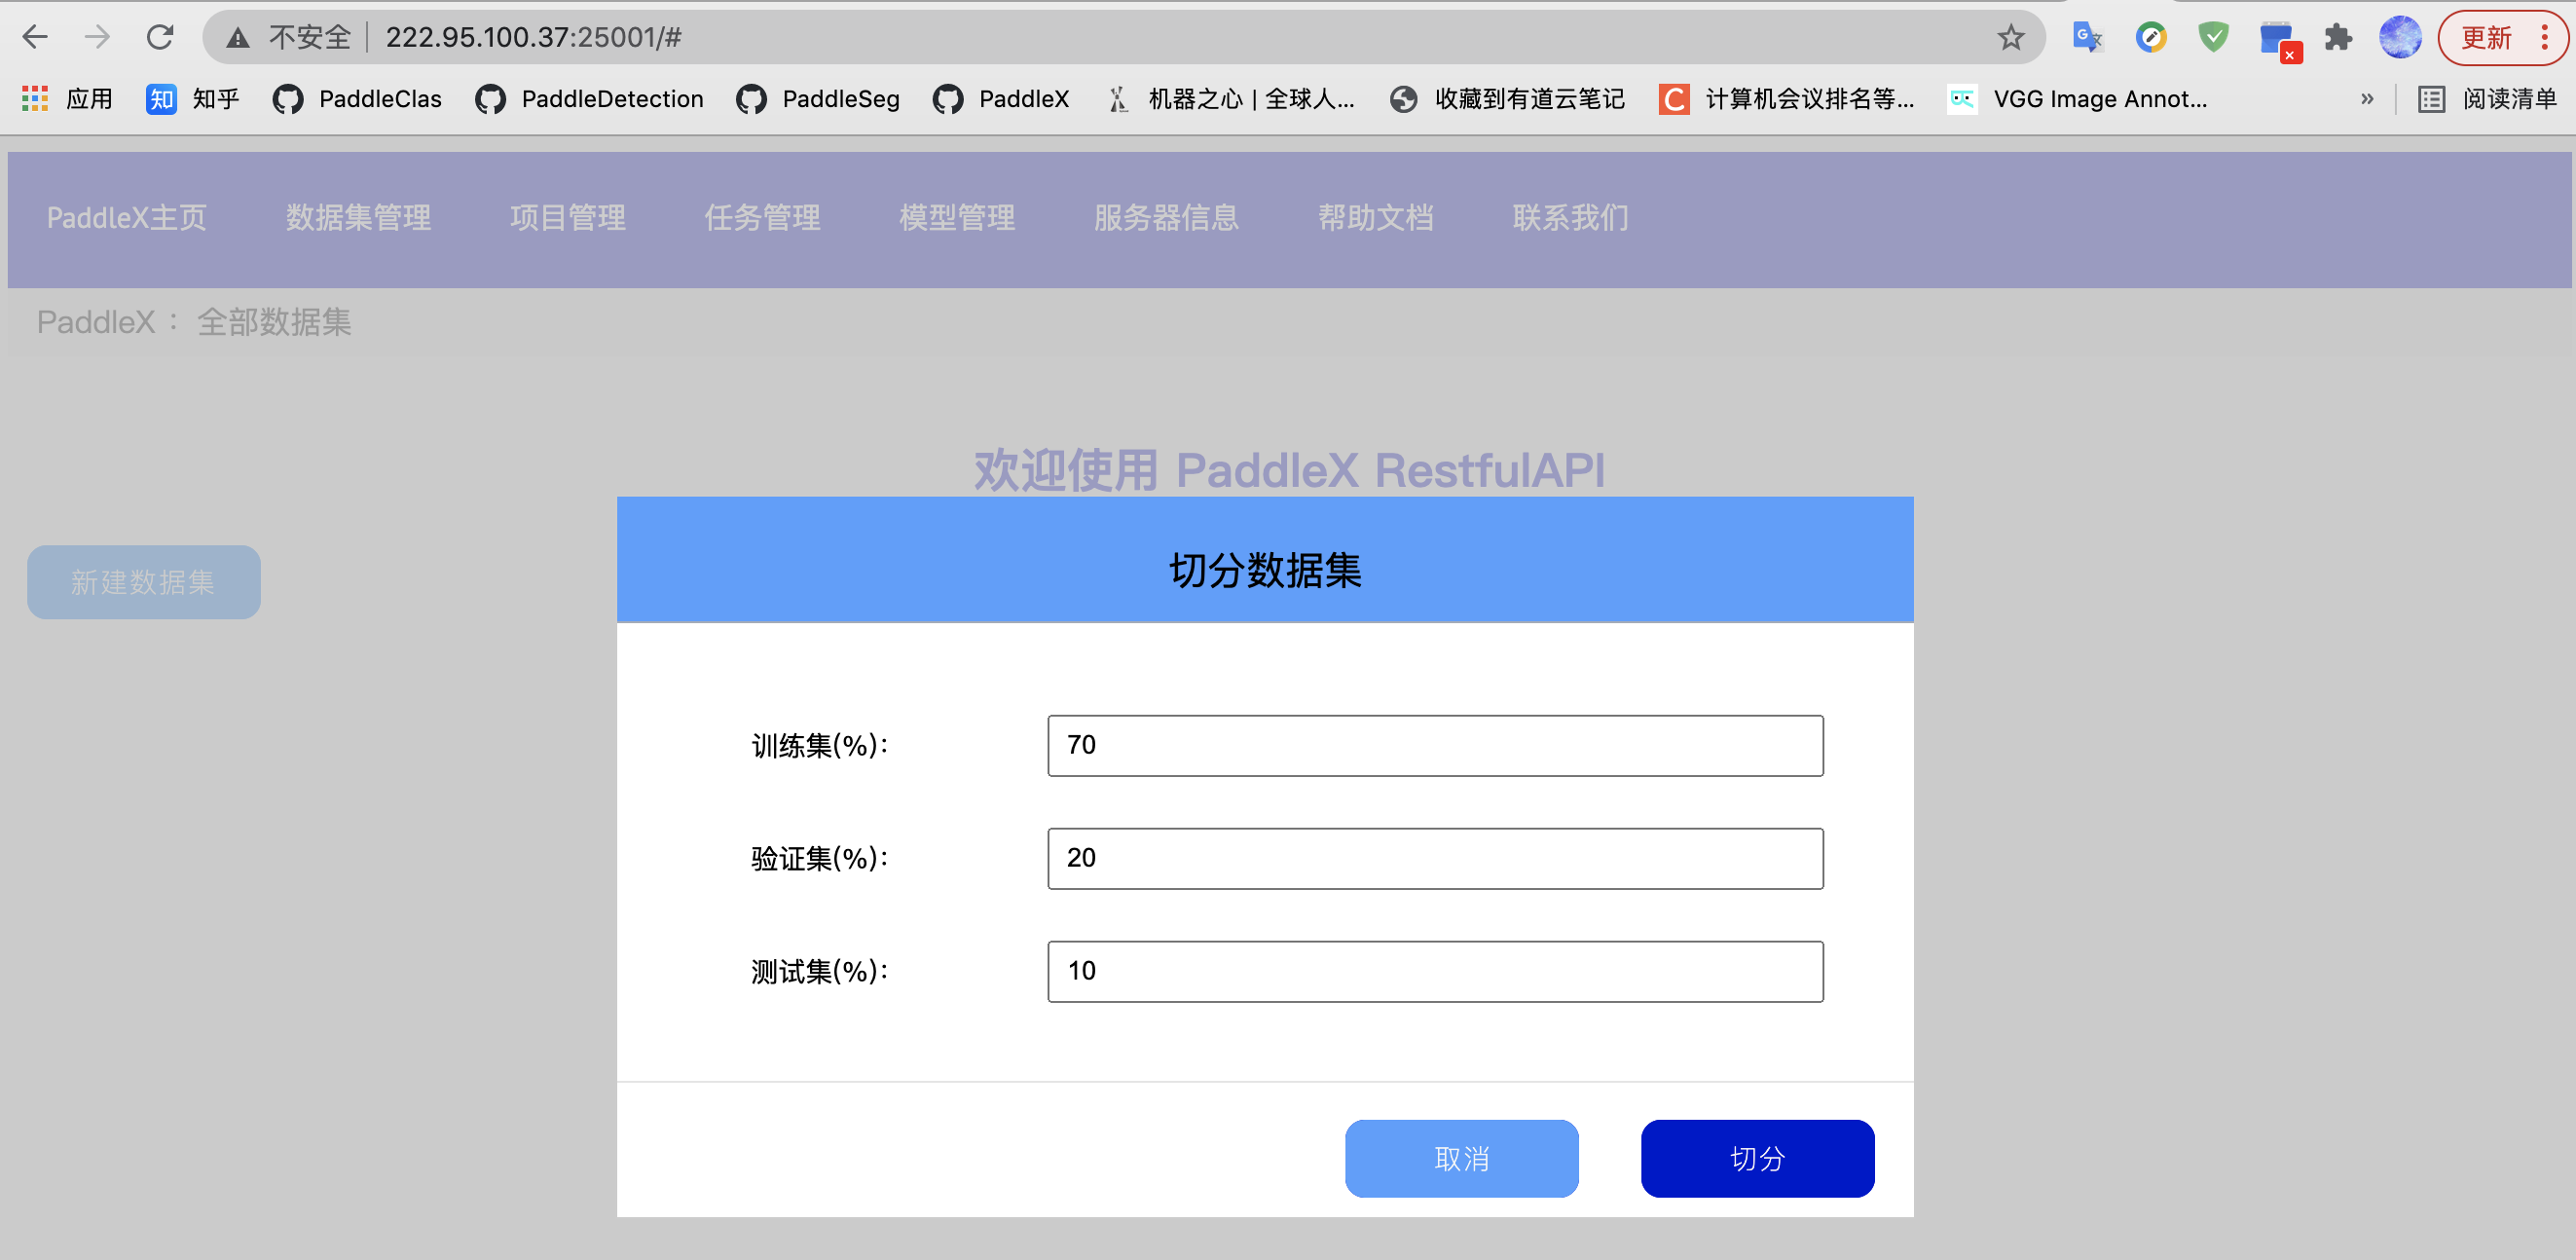 不安全 | 222.95.100.37:25001/#
更新
应用 知乎 PaddleClas PaddleDetection PaddleSeg PaddleX 机器之心 | 全球人... 收藏到有道云笔记 计算机会议排名等... VGG Image Annot... » 阅读清单
PaddleX主页 数据集管理 项目管理 任务管理 模型管理 服务器信息 帮助文档 联系我们
PaddleX： 全部数据集
欢迎使用 PaddleX RestfulAPI
新建数据集
切分数据集
训练集(%)： 70
验证集(%)： 20
测试集(%)： 10
取消 切分